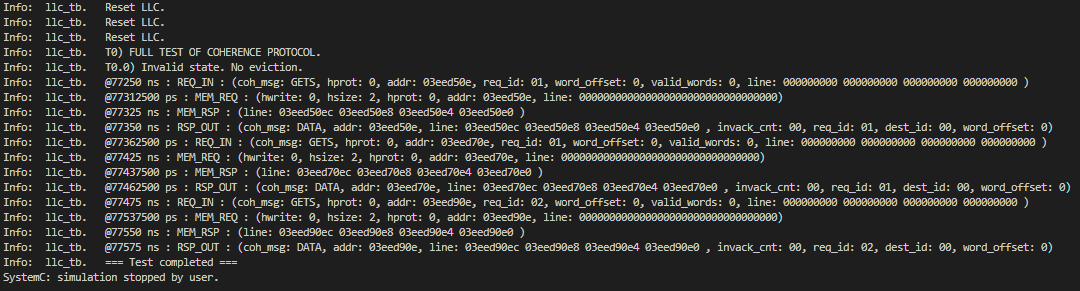 Info:  llc_tb.   Reset LLC.
Info:  llc_tb.   Reset LLC.
Info:  llc_tb.   Reset LLC.
Info:  llc_tb.   T0) FULL TEST OF COHERENCE PROTOCOL.
Info:  llc_tb.   T0.0) Invalid state. No eviction.
Info:  llc_tb.   @77250 ns : REQ_IN : (coh_msg: GETS, hprot: 0, addr: 03eed50e, req_id: 01, word_offset: 0, valid_words: 0, line: 000000000 000000000 000000000 000000000 )
Info:  llc_tb.   @77312500 ps : MEM_REQ : (hwrite: 0, hsize: 2, hprot: 0, addr: 03eed50e, line: 000000000000000000000000000000000)
Info:  llc_tb.   @77325 ns : MEM_RSP : (line: 03eed50ec 03eed50e8 03eed50e4 03eed50e0 )
Info:  llc_tb.   @77350 ns : RSP_OUT : (coh_msg: DATA, addr: 03eed50e, line: 03eed50ec 03eed50e8 03eed50e4 03eed50e0 , invack_cnt: 00, req_id: 01, dest_id: 00, word_offset: 0)
Info:  llc_tb.   @77362500 ps : REQ_IN : (coh_msg: GETS, hprot: 0, addr: 03eed70e, req_id: 01, word_offset: 0, valid_words: 0, line: 000000000 000000000 000000000 000000000 )
Info:  llc_tb.   @77425 ns : MEM_REQ : (hwrite: 0, hsize: 2, hprot: 0, addr: 03eed70e, line: 000000000000000000000000000000000)
Info:  llc_tb.   @77437500 ps : MEM_RSP : (line: 03eed70ec 03eed70e8 03eed70e4 03eed70e0 )
Info:  llc_tb.   @77462500 ps : RSP_OUT : (coh_msg: DATA, addr: 03eed70e, line: 03eed70ec 03eed70e8 03eed70e4 03eed70e0 , invack_cnt: 00, req_id: 01, dest_id: 00, word_offset: 0)
Info:  llc_tb.   @77475 ns : REQ_IN : (coh_msg: GETS, hprot: 0, addr: 03eed90e, req_id: 02, word_offset: 0, valid_words: 0, line: 000000000 000000000 000000000 000000000 )
Info:  llc_tb.   @77537500 ps : MEM_REQ : (hwrite: 0, hsize: 2, hprot: 0, addr: 03eed90e, line: 000000000000000000000000000000000)
Info:  llc_tb.   @77550 ns : MEM_RSP : (line: 03eed90ec 03eed90e8 03eed90e4 03eed90e0 )
Info:  llc_tb.   @77575 ns : RSP_OUT : (coh_msg: DATA, addr: 03eed90e, line: 03eed90ec 03eed90e8 03eed90e4 03eed90e0 , invack_cnt: 00, req_id: 02, dest_id: 00, word_offset: 0)
Info:  llc_tb.   === Test completed ===
SystemC: simulation stopped by user.